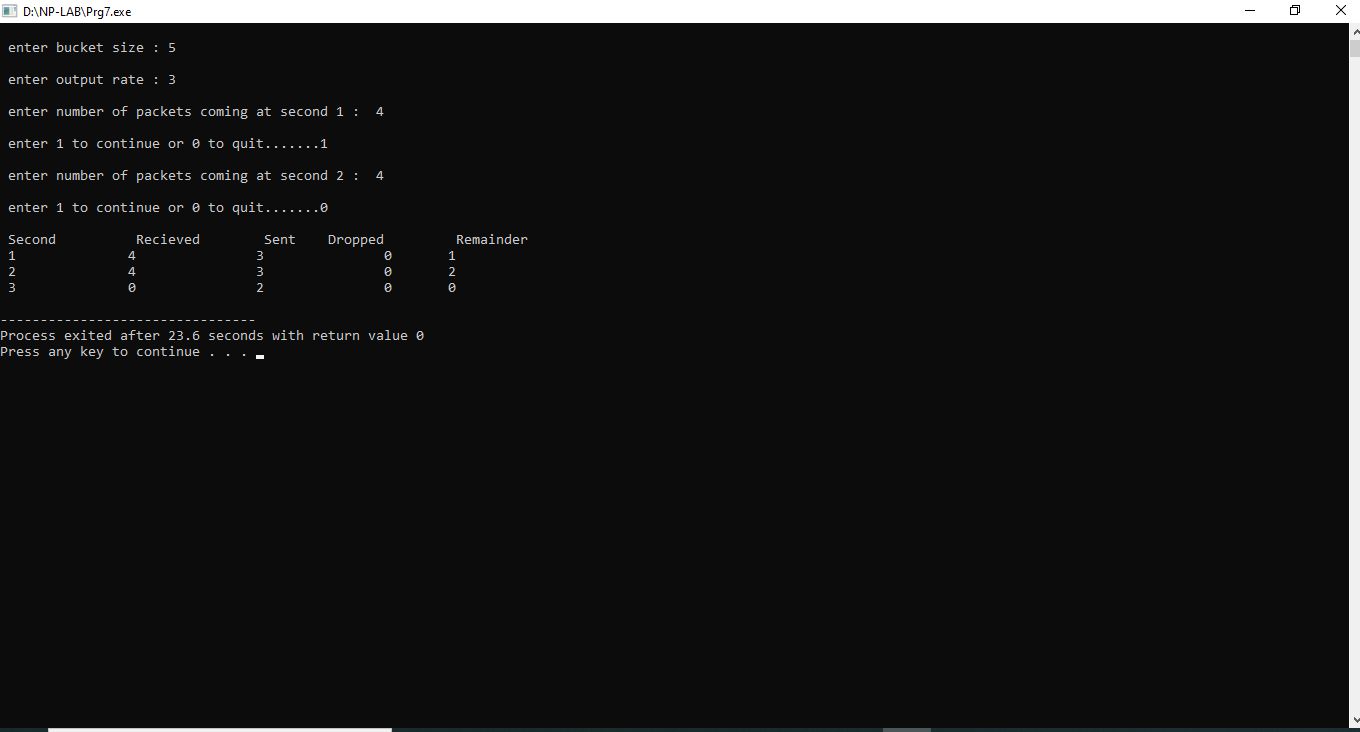 D:\NP-LAB\Prg7.exe
enter bucket size : 5
enter output rate : 3
enter number of packets coming at second 1 :  4
enter 1 to continue or 0 to quit.......1
enter number of packets coming at second 2 :  4
enter 1 to continue or 0 to quit.......0
Second          Recieved        Sent    Dropped         Remainder
1              4               3               0       1
2              4               3               0       2
3              0               2               0       0
--------------------------------
Process exited after 23.6 seconds with return value 0
Press any key to continue . . .